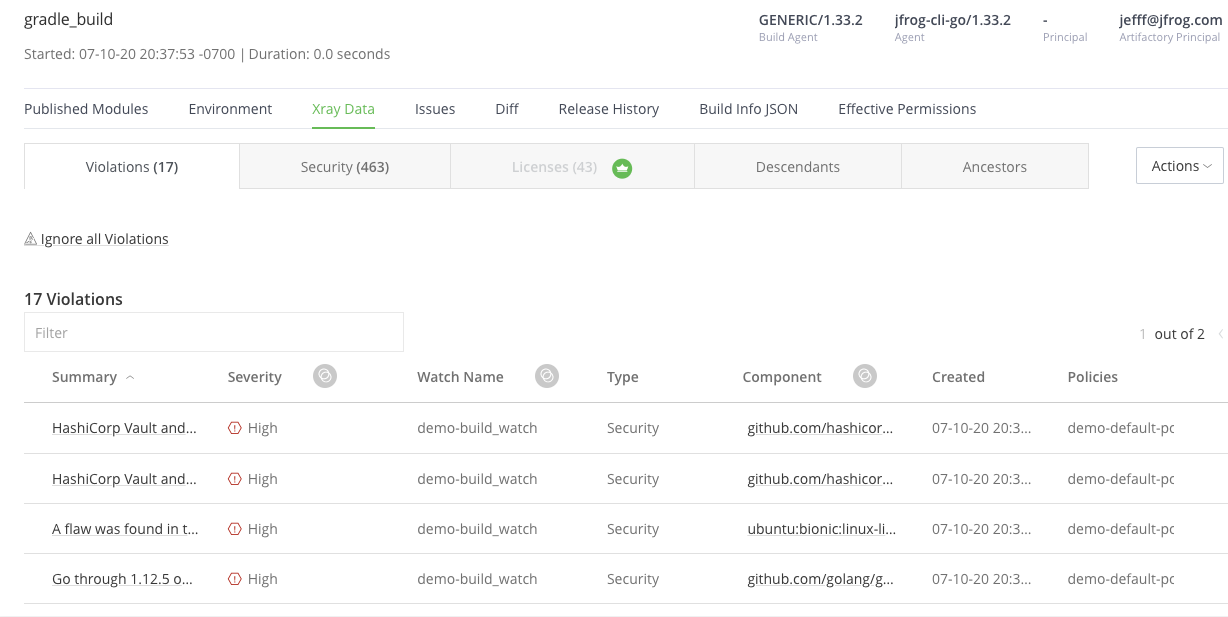 gradle_build
GENERIC/1.33.2 jfrog-cli-go/1.33.2 - jefff@jfrog.com
Build Agent Agent Principal Artifactory Principal
Started: 07-10-20 20:37:53 -0700 | Duration: 0.0 seconds
Published Modules Environment Xray Data Issues Diff Release History Build Info JSON Effective Permissions
Violations (17) Security (463) Licenses (43) Descendants Ancestors Actions
Ignore all Violations
17 Violations
Filter
1 out of 2
Summary Severity Watch Name Type Component Created Policies
HashiCorp Vault and... High demo-build_watch Security github.com/hashicor... 07-10-20 20:3... demo-default-pc
HashiCorp Vault and... High demo-build_watch Security github.com/hashicor... 07-10-20 20:3... demo-default-pc
A flaw was found in t... High demo-build_watch Security ubuntu:bionic:linux-li... 07-10-20 20:3... demo-default-pc
Go through 1.12.5 o... High demo-build_watch Security github.com/golang/g... 07-10-20 20:3... demo-default-pc